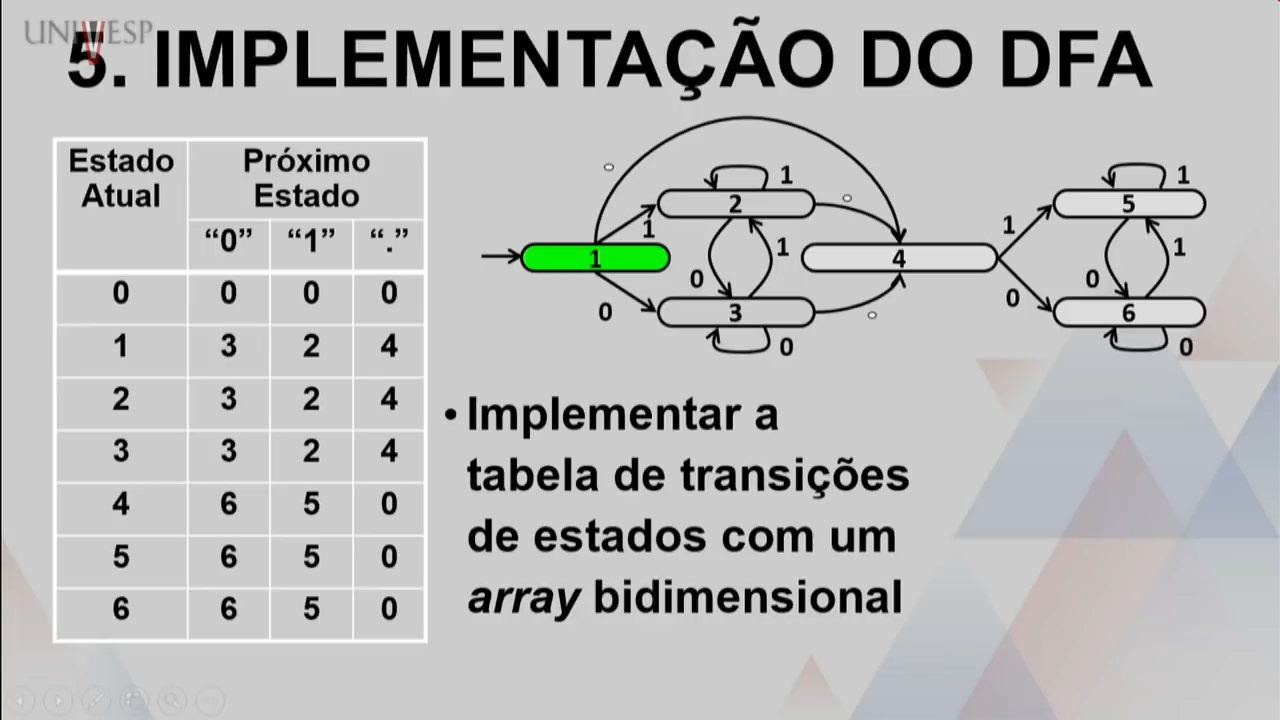 UNIVESP
5. IMPLEMENTAÇÃO DO DFA
Estado Atual
Próximo Estado
“0” “1” “.”
0 0 0 0
1 3 2 4
2 3 2 4
3 3 2 4
4 6 5 0
5 6 5 0
6 6 5 0
1
2
1
5
1
1
1
4
1
0
1
0
1
0
3
0
0
6
0
0
• Implementar a
tabela de transições
de estados com um
array bidimensional